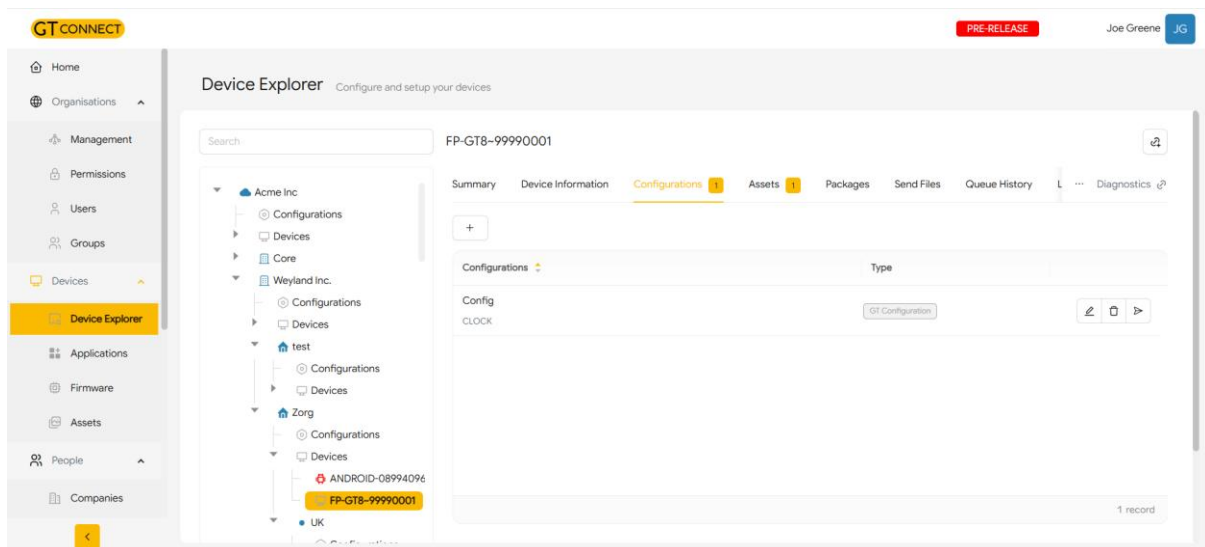 GT CONNECT
PRE-RELEASE
Joe Greene
JG
Home
Organisations
Management
Permissions
Users
Groups
Devices
Device Explorer
Applications
Firmware
Assets
People
Companies
Device Explorer Configure and setup your devices
Search
Acme Inc
Configurations
Devices
Core
Weyland Inc.
Configurations
Devices
test
Configurations
Devices
Zorg
Configurations
Devices
ANDROID-08994096
FP-GT8~99990001
UK
FP-GT8~99990001
Summary Device Information Configurations 1 Assets 1 Packages Send Files Queue History L ··· Diagnostics
+
Configurations Type
Config GT Configuration
CLOCK
1 record